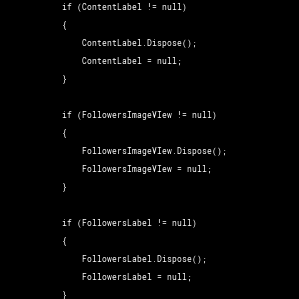 if (ContentLabel != null)
{
ContentLabel.Dispose();
ContentLabel = null;
}
if (FollowersImageVIew != null)
{
FollowersImageVIew.Dispose();
FollowersImageVIew = null;
}
if (FollowersLabel != null)
{
FollowersLabel.Dispose();
FollowersLabel = null;
}